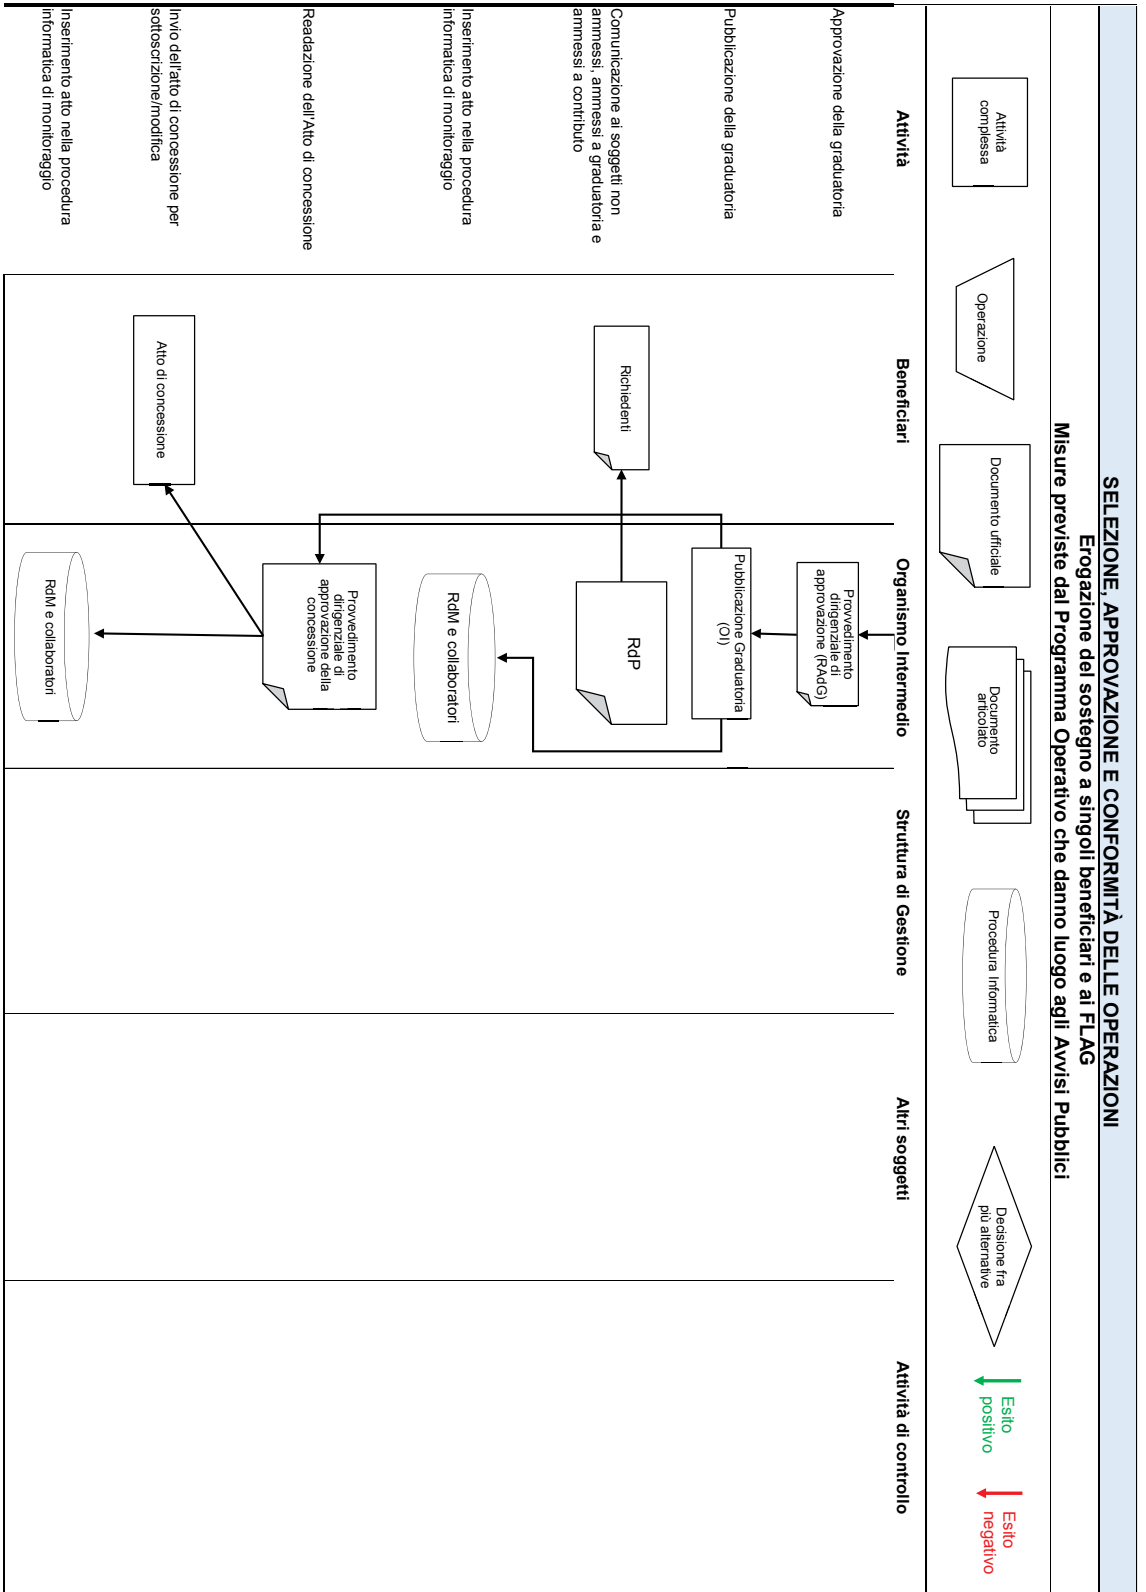 SELEZIONE, APPROVAZIONE E CONFORMITÀ DELLE OPERAZIONI
Erogazione del sostegno a singoli beneficiari e ai FLAG
Misure previste dal Programma Operativo che danno luogo agli Avvisi Pubblici
Attività
complessa
Operazione
Documento ufficiale
Documento
articolato
Procedura Informatica
Decisione fra
più alternative
Esito
positivo
Esito
negativo
Attività
Beneficiari
Organismo Intermedio
Struttura di Gestione
Altri soggetti
Attività di controllo
Approvazione della graduatoria
Provvedimento
dirigenziale di
approvazione (RAdG)
Pubblicazione della graduatoria
Pubblicazione Graduatoria
(OI)
Comunicazione ai soggetti non
ammessi, ammessi a graduatoria e
ammessi a contributo
Richiedenti
RdP
Inserimento atto nella procedura
informatica di monitoraggio
RdM e collaboratori
Readazione dell'Atto di concessione
Provvedimento
dirigenziale di
approvazione della
concessione
Invio dell'atto di concessione per
sottoscrizione/modifica
Atto di concessione
Inserimento atto nella procedura
informatica di monitoraggio
RdM e collaboratori